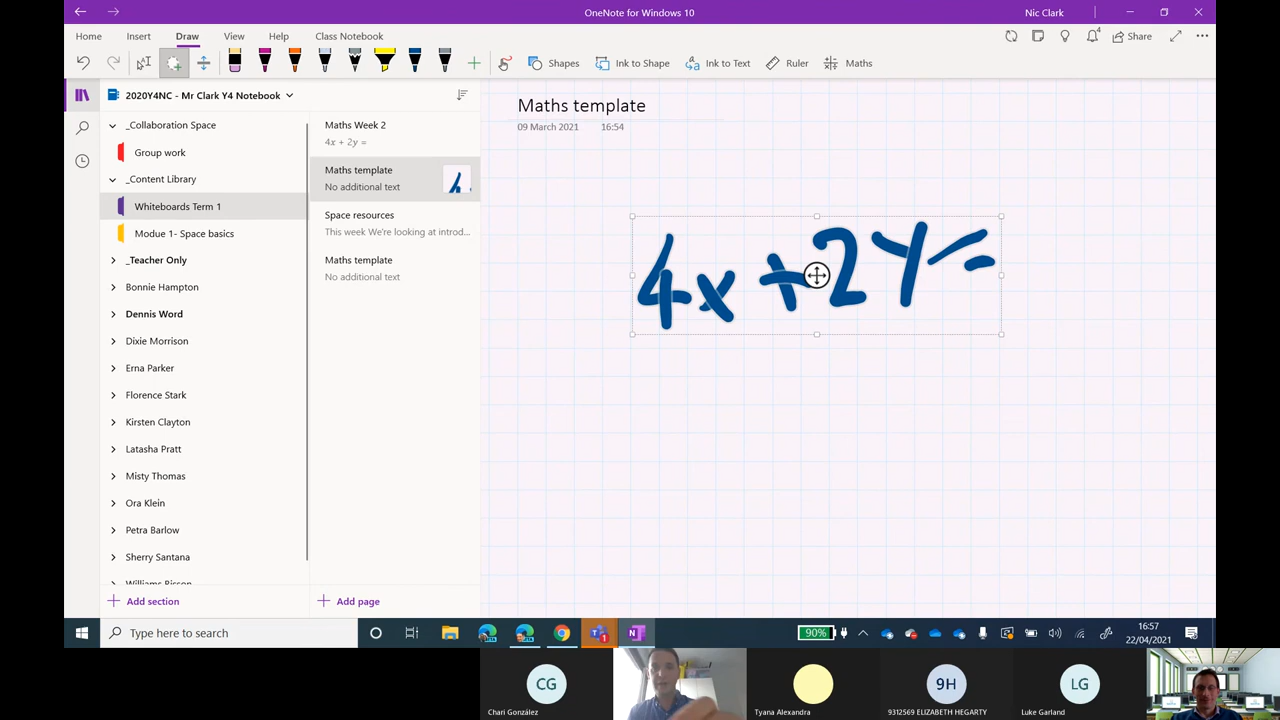 OneNote for Windows 10
Nic Clark
Home Insert Draw View Help Class Notebook
Share
Shapes Ink to Shape Ink to Text Ruler Maths
2020Y4NC - Mr Clark Y4 Notebook
_Collaboration Space
Group work
_Content Library
Whiteboards Term 1
Modue 1- Space basics
_Teacher Only
Bonnie Hampton
Dennis Word
Dixie Morrison
Erna Parker
Florence Stark
Kirsten Clayton
Latasha Pratt
Misty Thomas
Ora Klein
Petra Barlow
Sherry Santana
Add section
Maths Week 2
4x + 2y =
Maths template
No additional text
Space resources
This week We're looking at introd...
Maths template
No additional text
Add page
Maths template
09 March 2021 16:54
4x + 2y =
Type here to search
1
90%
16:57
22/04/2021
CG
Chari González
Tyana Alexandra
9H
9312569 ELIZABETH HEGARTY
LG
Luke Garland